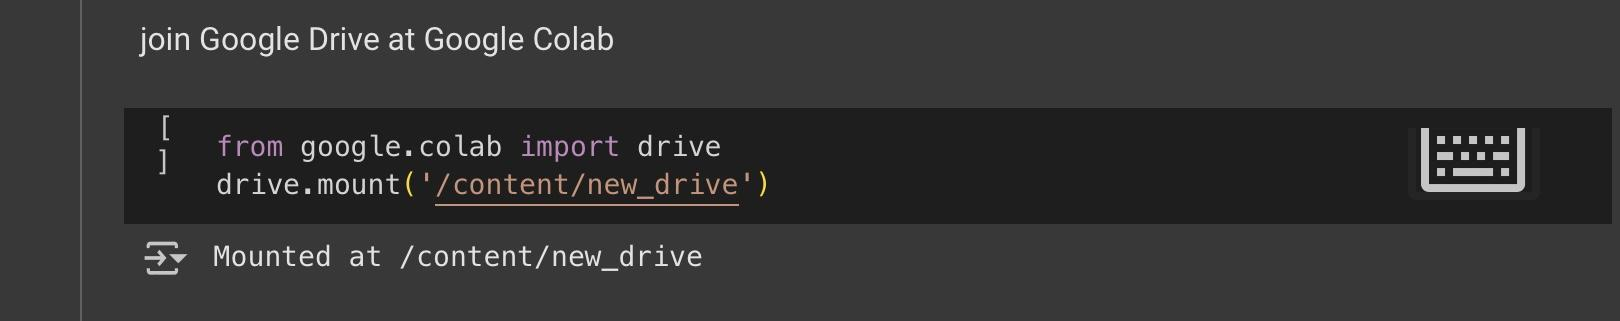 join Google Drive at Google Colab
[ ]
from google.colab import drive
drive.mount('/content/new_drive')
Mounted at /content/new_drive